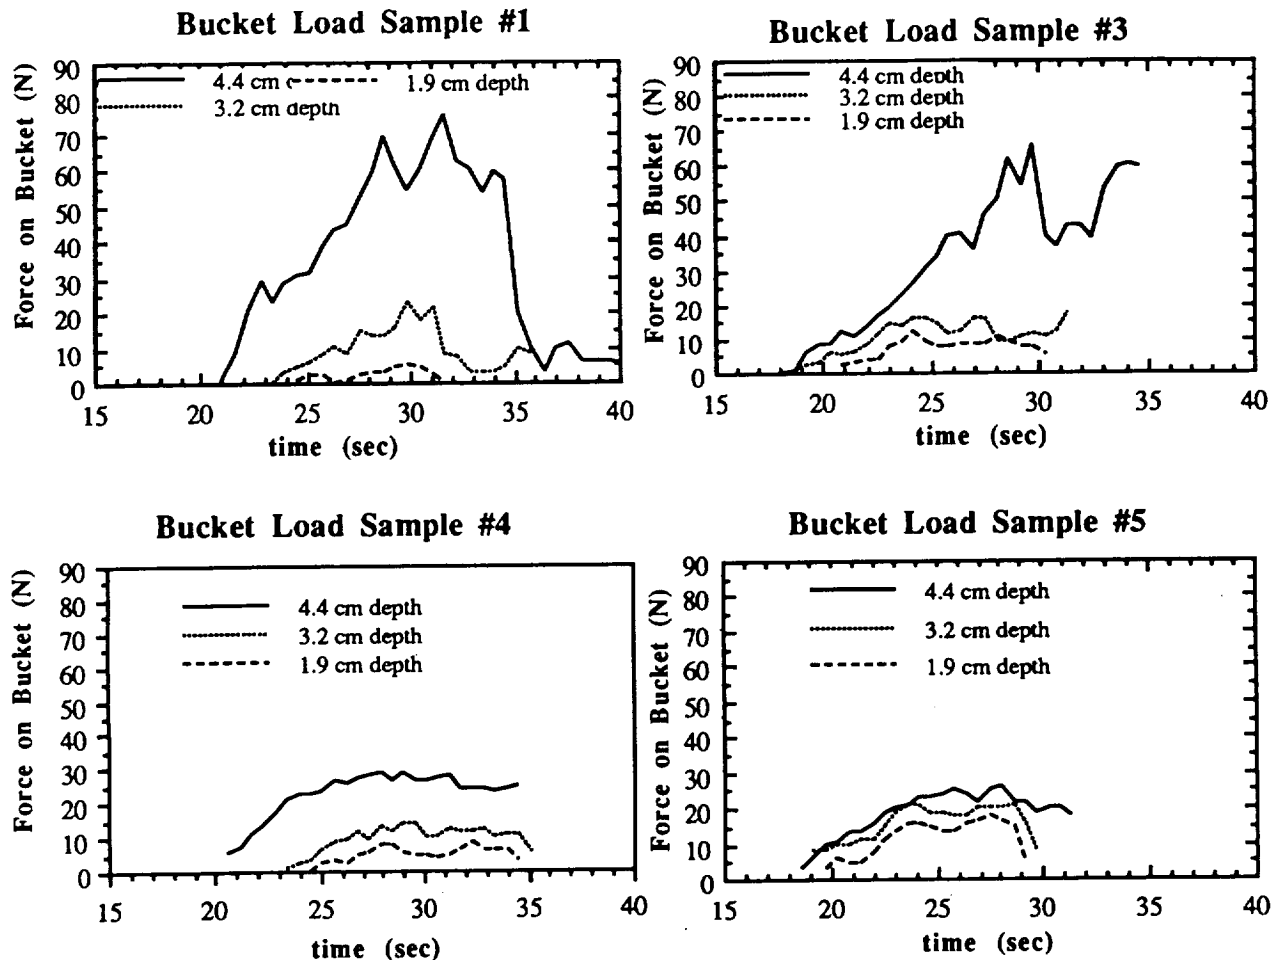 Bucket Load Sample #1
Force on Bucket (N)
90
80
70
60
50
40
30
20
10
0
4.4 cm
1.9 cm depth
3.2 cm depth
15 20 25 30 35 40
time (sec)
Bucket Load Sample #3
Force on Bucket (N)
90
80
70
60
50
40
30
20
10
0
4.4 cm depth
3.2 cm depth
1.9 cm depth
15 20 25 30 35 40
time (sec)
Bucket Load Sample #4
Force on Bucket (N)
90
80
70
60
50
40
30
20
10
0
4.4 cm depth
3.2 cm depth
1.9 cm depth
15 20 25 30 35 40
time (sec)
Bucket Load Sample #5
Force on Bucket (N)
90
80
70
60
50
40
30
20
10
0
4.4 cm depth
3.2 cm depth
1.9 cm depth
15 20 25 30 35 40
time (sec)